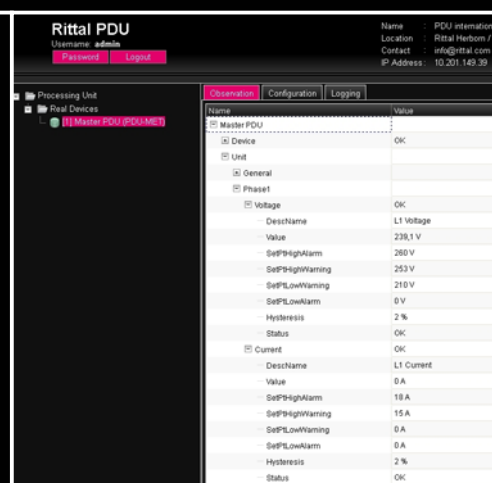 Rittal PDU
Username: admin
Password Logout
Name : PDU internation
Location : Rittal Herborn /
Contact : info@rittal.com
IP Address : 10.201.149.39
Processing Unit
Real Devices
[1] Master PDU (PDU-MET)
Observation Configuration Logging
Name Value
Master PDU
Device OK
Unit
General
Phase1
Voltage OK
DescName L1 Voltage
Value 239,1 V
SetPtHighAlarm 260 V
SetPtHighWarning 253 V
SetPtLowWarning 210 V
SetPtLowAlarm 0 V
Hysteresis 2 %
Status OK
Current OK
DescName L1 Current
Value 0 A
SetPtHighAlarm 18 A
SetPtHighWarning 15 A
SetPtLowWarning 0 A
SetPtLowAlarm 0 A
Hysteresis 2 %
Status OK